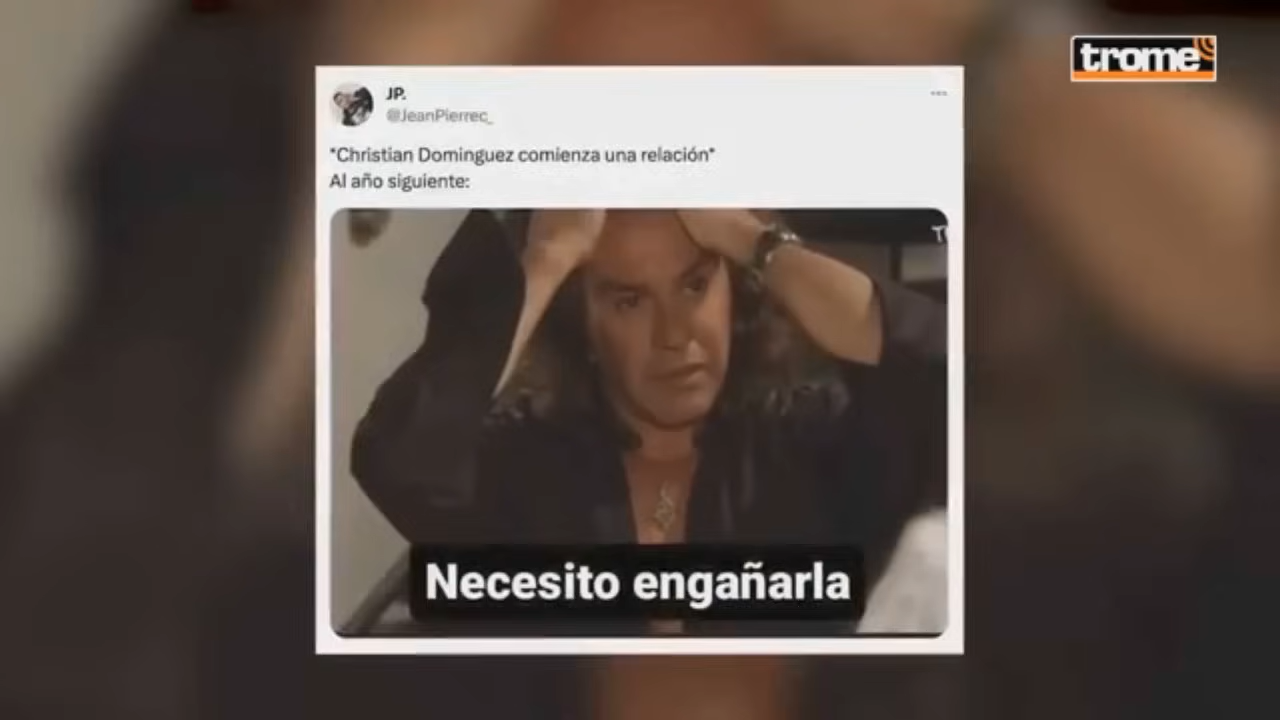 trome
JP.
@JeanPierrec_
*Christian Dominguez comienza una relación*
Al año siguiente:
Necesito engañarla